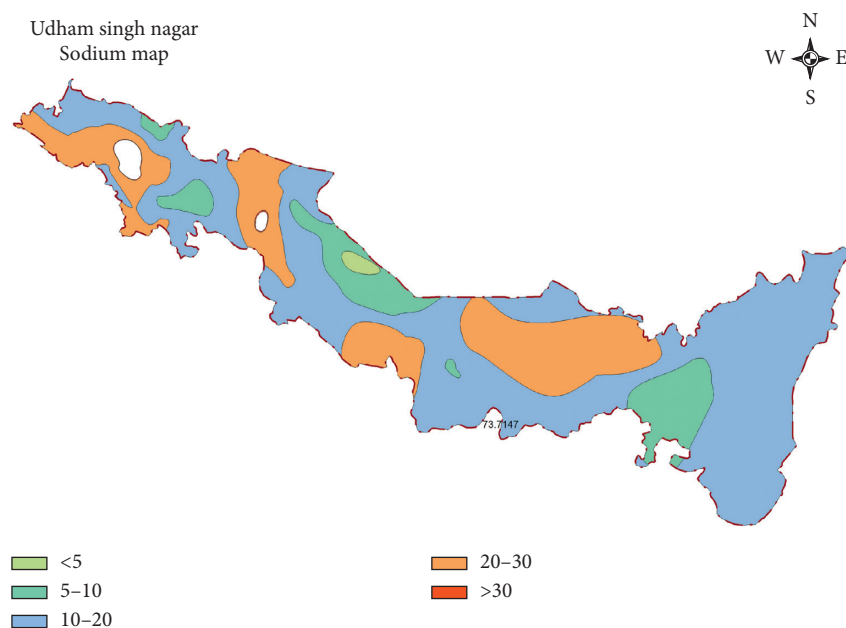 Udham singh nagar
Sodium map
N
W E
S
73.7147
<5
5–10
10–20
20–30
>30